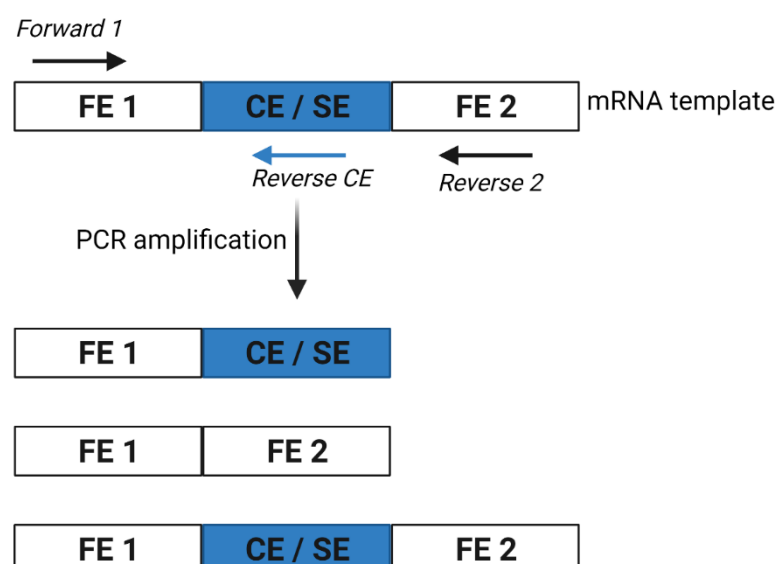 Forward 1
FE 1 CE / SE FE 2 mRNA template
Reverse CE Reverse 2
PCR amplification
FE 1 CE / SE
FE 1 FE 2
FE 1 CE / SE FE 2